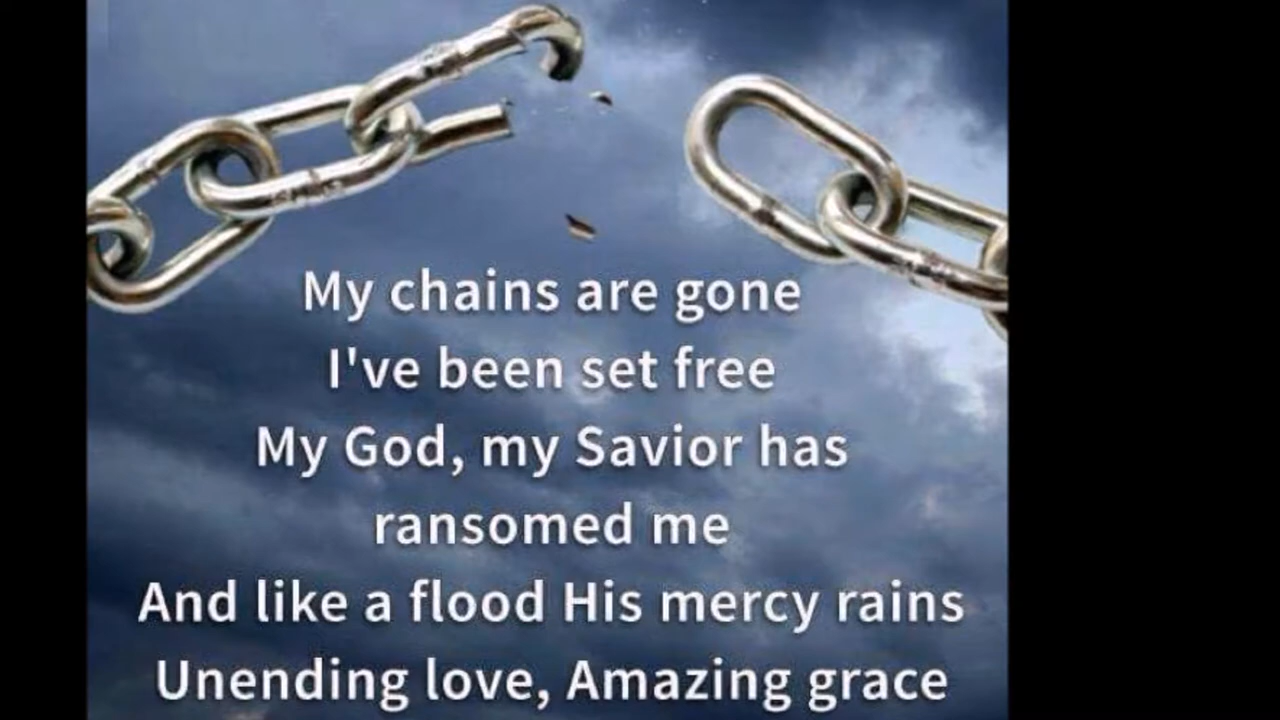 My chains are gone
I've been set free
My God, my Savior has
ransomed me
And like a flood His mercy rains
Unending love, Amazing grace